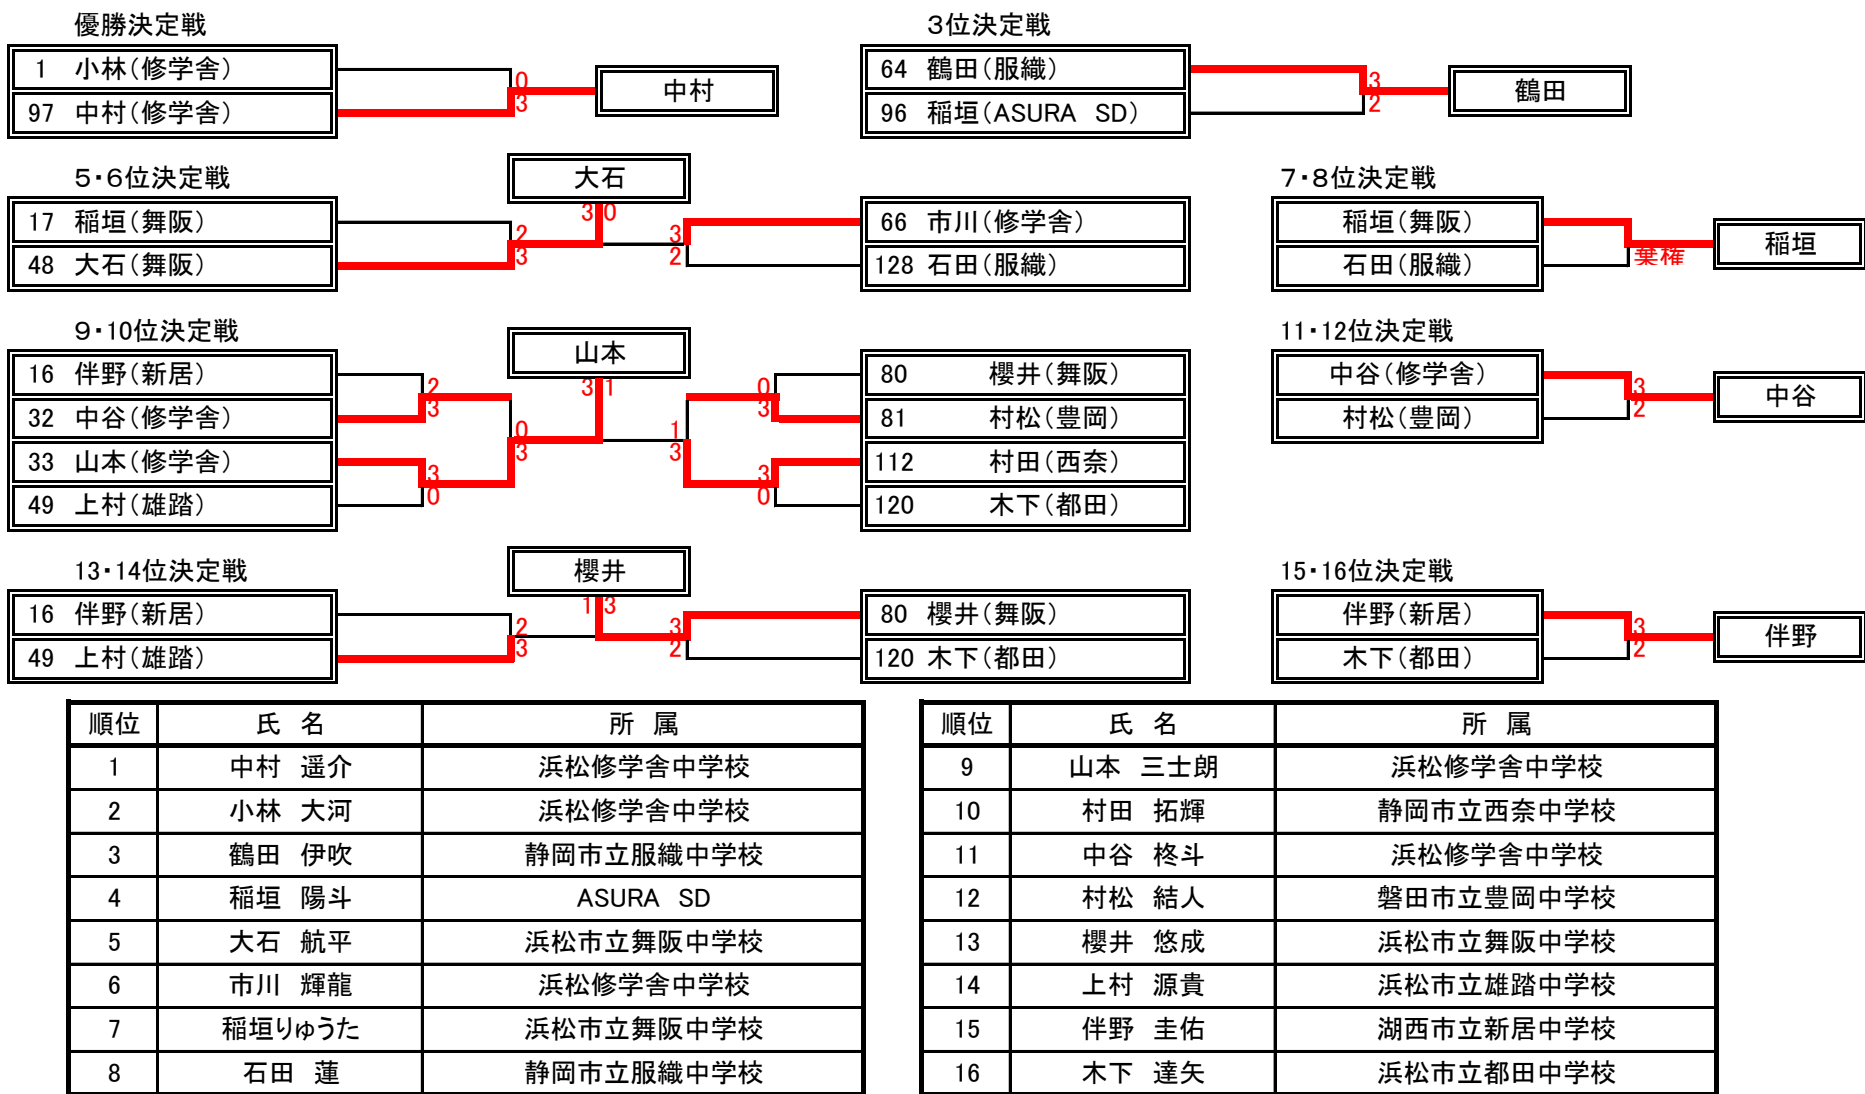 優勝決定戦 3位決定戦
1 小林(修学舎) 0 中村 64 鶴田(服織) 3 鶴田
97 中村(修学舎) 3 96 稲垣(ASURA SD) 2
5・6位決定戦 大石 7・8位決定戦
3 0
17 稲垣(舞阪) 2 3 66 市川(修学舎) 稲垣(舞阪) 稲垣
48 大石(舞阪) 3 2 128 石田(服織) 石田(服織) 棄権
9・10位決定戦 山本 11・12位決定戦
16 伴野(新居) 2 3 1 0 80 櫻井(舞阪) 中谷(修学舎) 3 中谷
32 中谷(修学舎) 3 0 1 3 81 村松(豊岡) 村松(豊岡) 2
33 山本(修学舎) 3 3 3 3 112 村田(西奈)
49 上村(雄踏) 0 0 120 木下(都田)
13・14位決定戦 櫻井 15・16位決定戦
1 3
16 伴野(新居) 2 3 80 櫻井(舞阪) 伴野(新居) 3 伴野
49 上村(雄踏) 3 2 120 木下(都田) 木下(都田) 2
順位 氏 名 所 属 順位 氏 名 所 属
1 中村 遥介 浜松修学舎中学校 9 山本 三士朗 浜松修学舎中学校
2 小林 大河 浜松修学舎中学校 10 村田 拓輝 静岡市立西奈中学校
3 鶴田 伊吹 静岡市立服織中学校 11 中谷 柊斗 浜松修学舎中学校
4 稲垣 陽斗 ASURA SD 12 村松 結人 磐田市立豊岡中学校
5 大石 航平 浜松市立舞阪中学校 13 櫻井 悠成 浜松市立舞阪中学校
6 市川 輝龍 浜松修学舎中学校 14 上村 源貴 浜松市立雄踏中学校
7 稲垣りゅうた 浜松市立舞阪中学校 15 伴野 圭佑 湖西市立新居中学校
8 石田 蓮 静岡市立服織中学校 16 木下 達矢 浜松市立都田中学校